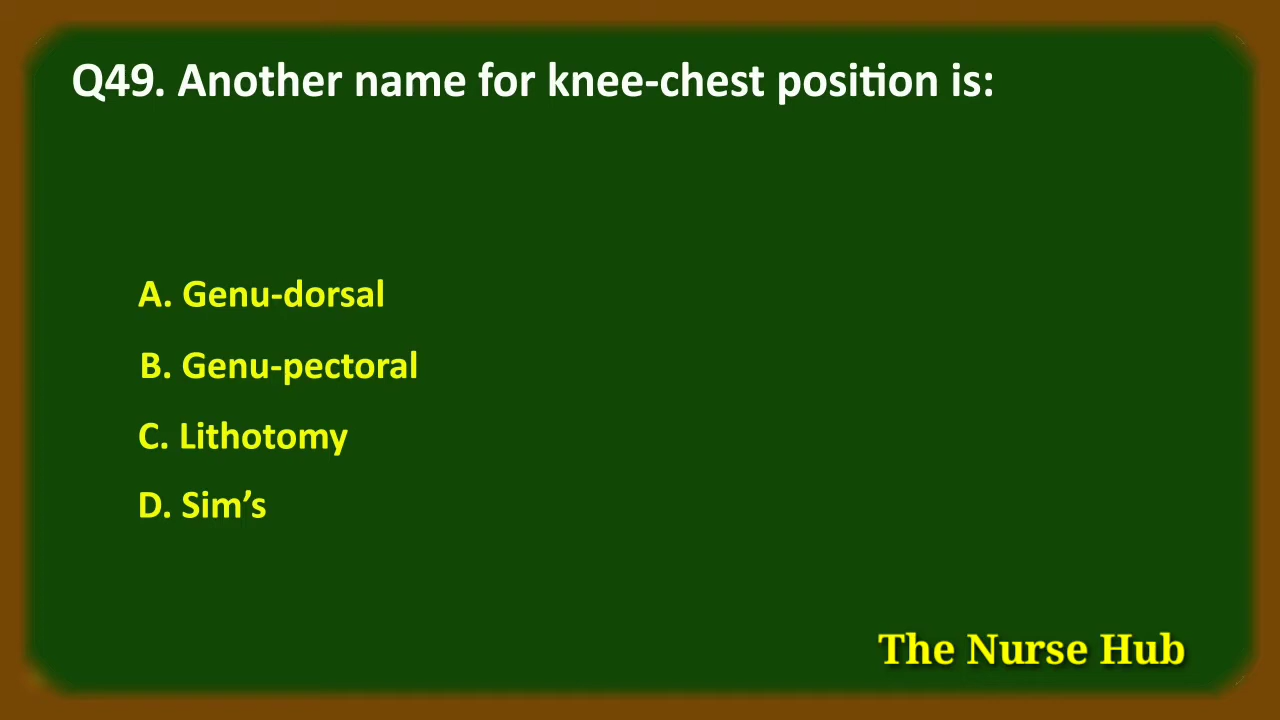 Q49. Another name for knee-chest position is:
A. Genu-dorsal
B. Genu-pectoral
C. Lithotomy
D. Sim’s
The Nurse Hub